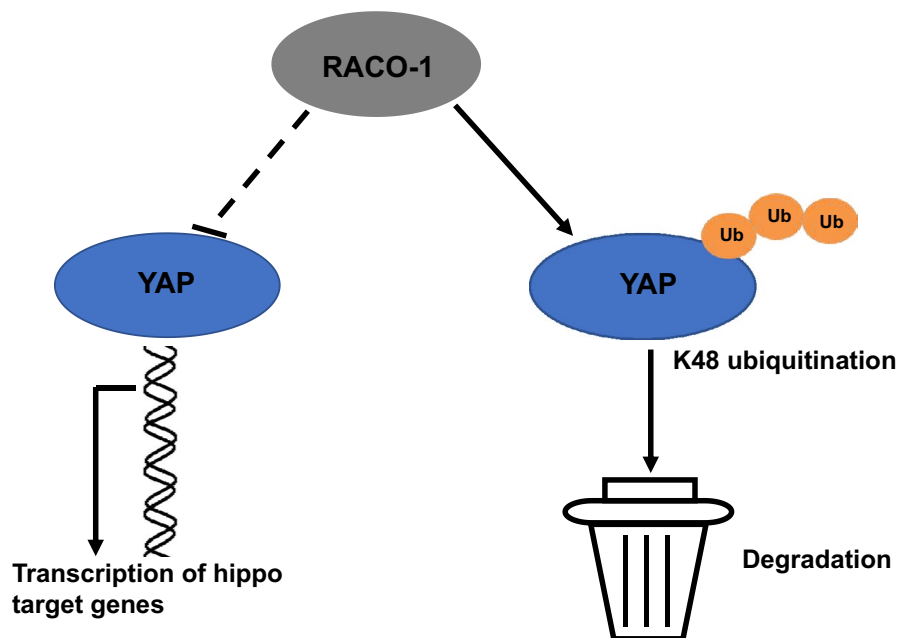 RACO-1
YAP
YAP
Ub
Ub
Ub
K48 ubiquitination
Degradation
Transcription of hippo
target genes